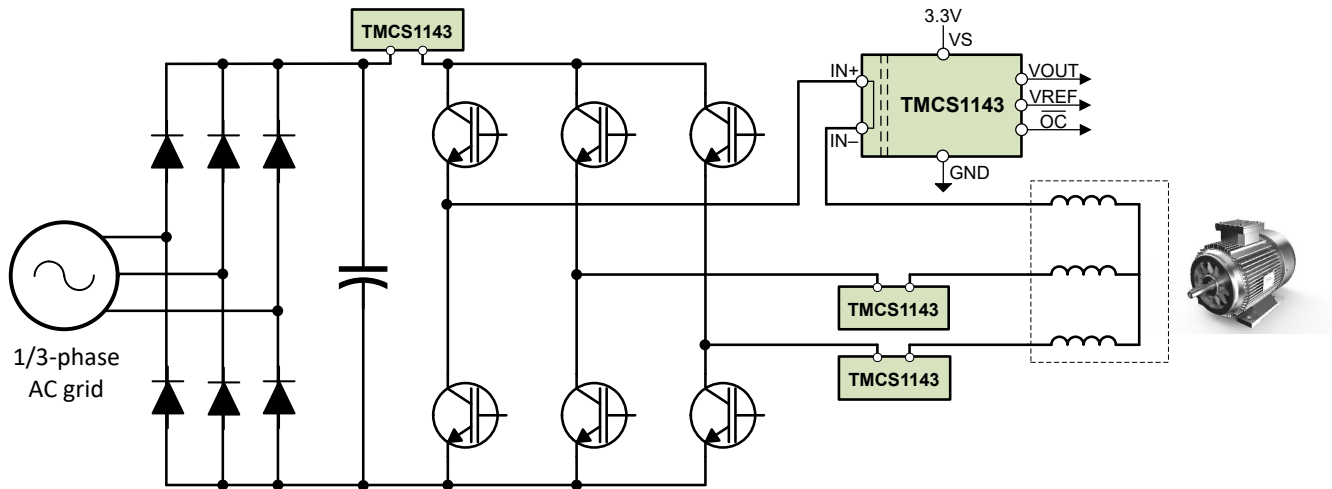 TMCS1143
3.3V
VS
IN+
TMCS1143
VOUT
VREF
OC
IN–
GND
1/3-phase
AC grid
TMCS1143
TMCS1143